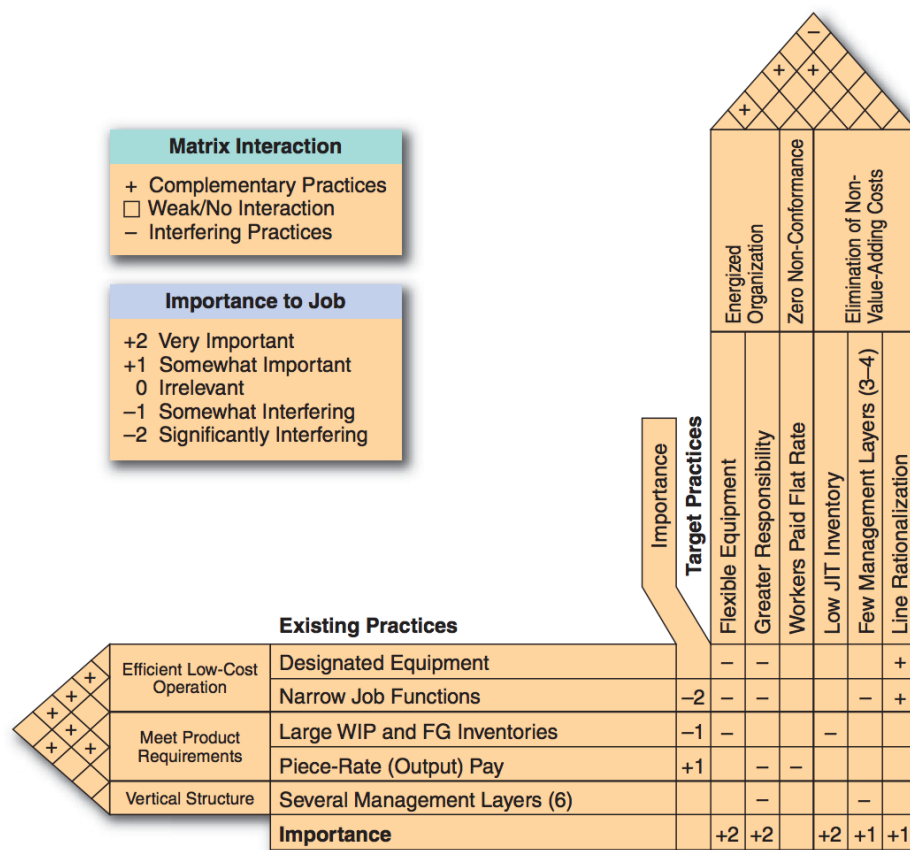 Matrix Interaction
+ Complementary Practices
□ Weak/No Interaction
– Interfering Practices
Importance to Job
+2 Very Important
+1 Somewhat Important
0 Irrelevant
–1 Somewhat Interfering
–2 Significantly Interfering
–
+ +
+
Energized
Organization
Zero Non-Conformance
Elimination of Non-
Value-Adding Costs
Importance
Target Practices
Flexible Equipment
Greater Responsibility
Workers Paid Flat Rate
Low JIT Inventory
Few Management Layers (3–4)
Line Rationalization
Existing Practices
Efficient Low-Cost
Operation
Designated Equipment – – +
Narrow Job Functions –2 – – – +
Meet Product
Requirements
Large WIP and FG Inventories –1 – –
Piece-Rate (Output) Pay +1 – –
Vertical Structure
Several Management Layers (6) – –
+
+
+ +
+ +
Importance +2 +2 +2 +1 +1